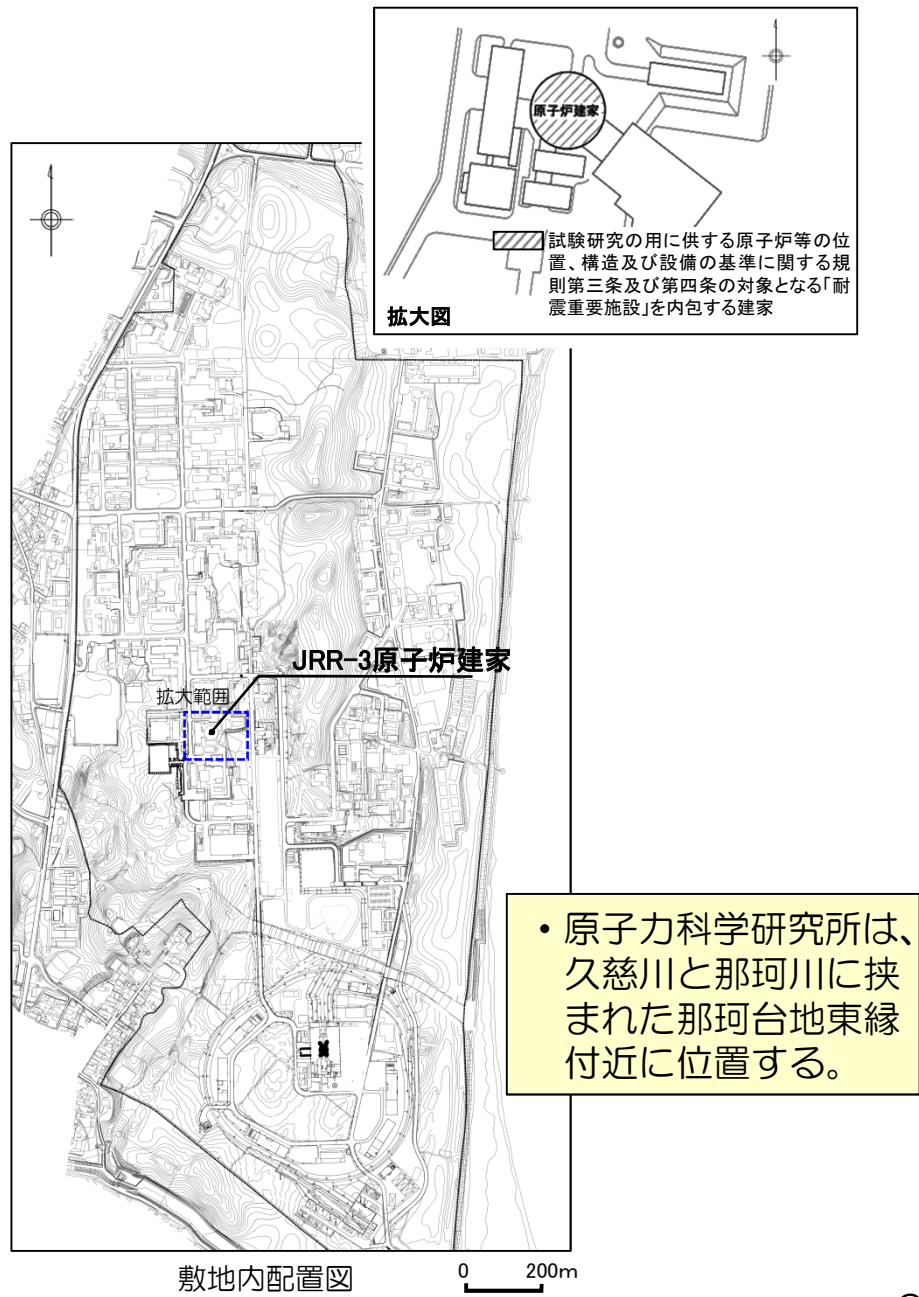 原子炉建家
試験研究の用に供する原子炉等の位
置、構造及び設備の基準に関する規
則第三条及び第四条の対象となる「耐
震重要施設」を内包する建家
拡大図
JRR-3原子炉建家
拡大範囲
・原子力科学研究所は、
久慈川と那珂川に挟
まれた那珂台地東縁
付近に位置する。
敷地内配置図
0 200m